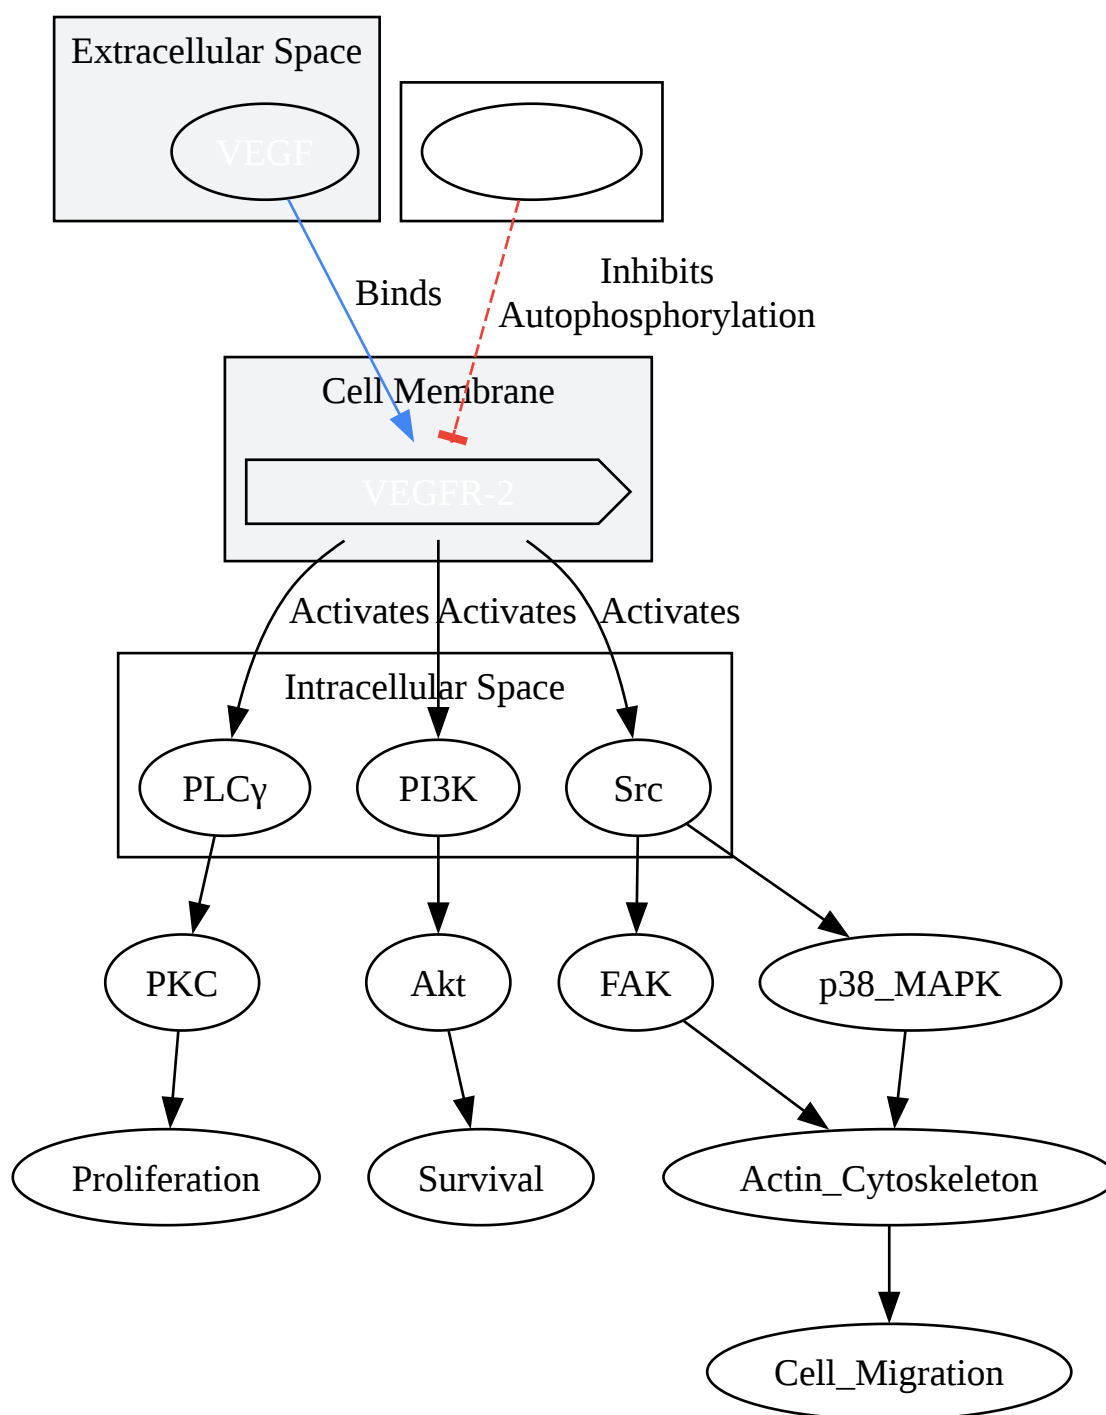 Extracellular Space
VEGF
Binds
Inhibits
Autophosphorylation
Cell Membrane
VEGFR-2
Activates
Activates
Activates
Intracellular Space
PLCγ
PI3K
Src
PKC
Akt
FAK
p38_MAPK
Proliferation
Survival
Actin_Cytoskeleton
Cell_Migration